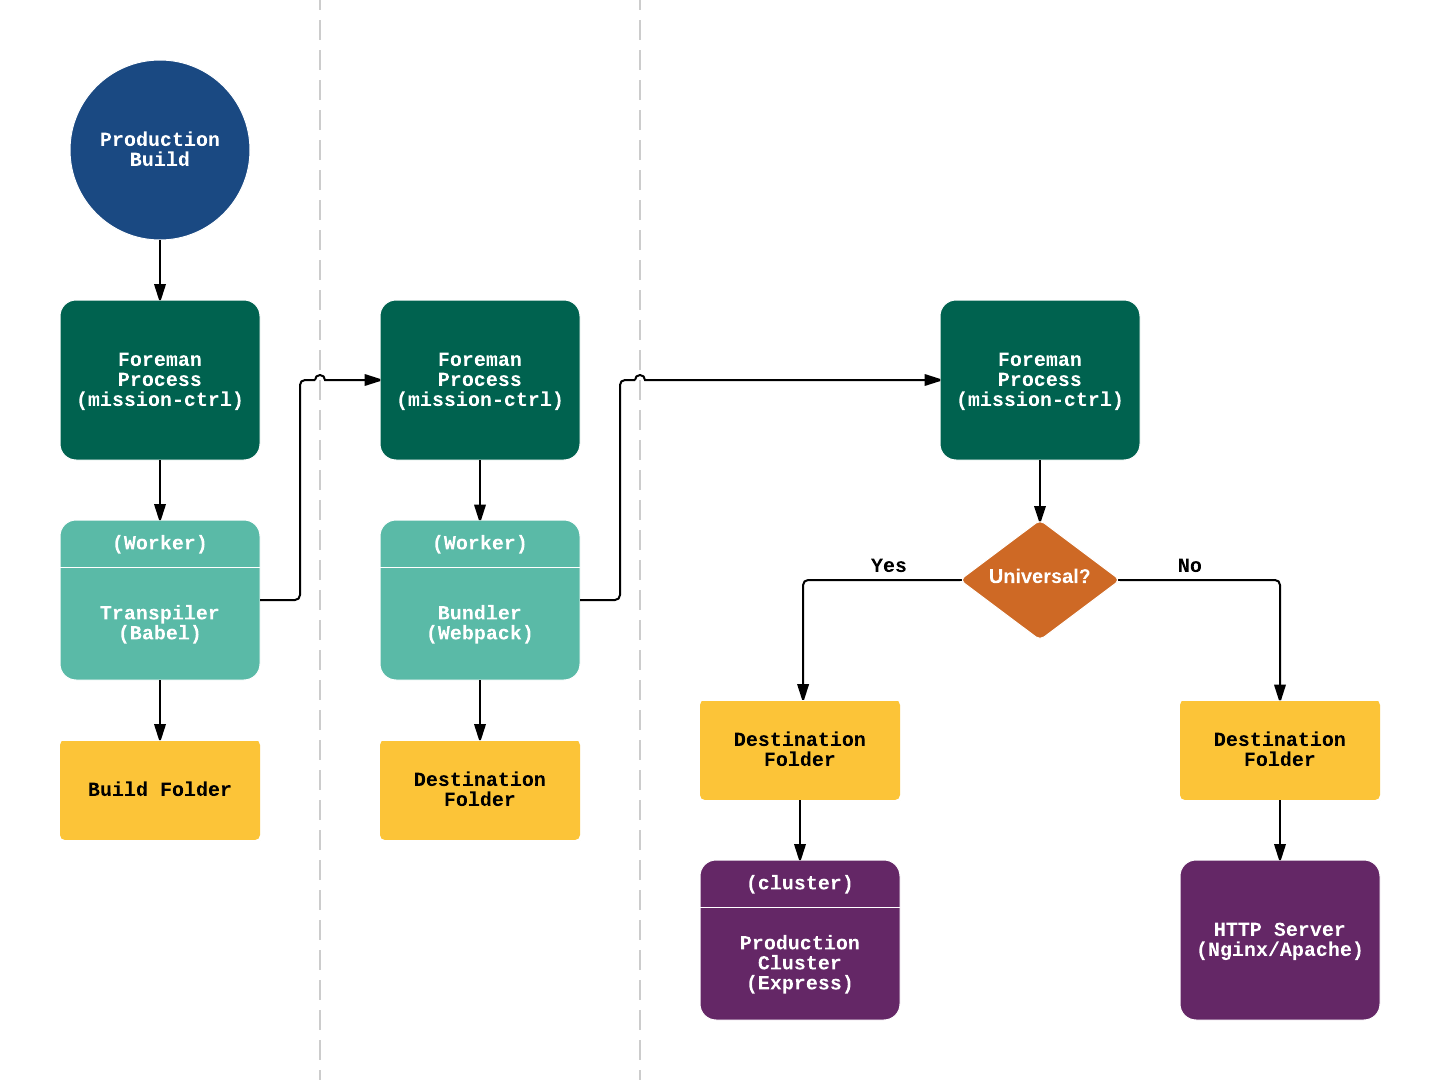 Production
Build
Foreman
Process
(mission-ctrl)
Foreman
Process
(mission-ctrl)
Foreman
Process
(mission-ctrl)
(Worker)
Transpiler
(Babel)
(Worker)
Bundler
(Webpack)
Yes
Universal?
No
Build Folder
Destination
Folder
Destination
Folder
Destination
Folder
(cluster)
Production
Cluster
(Express)
HTTP Server
(Nginx/Apache)